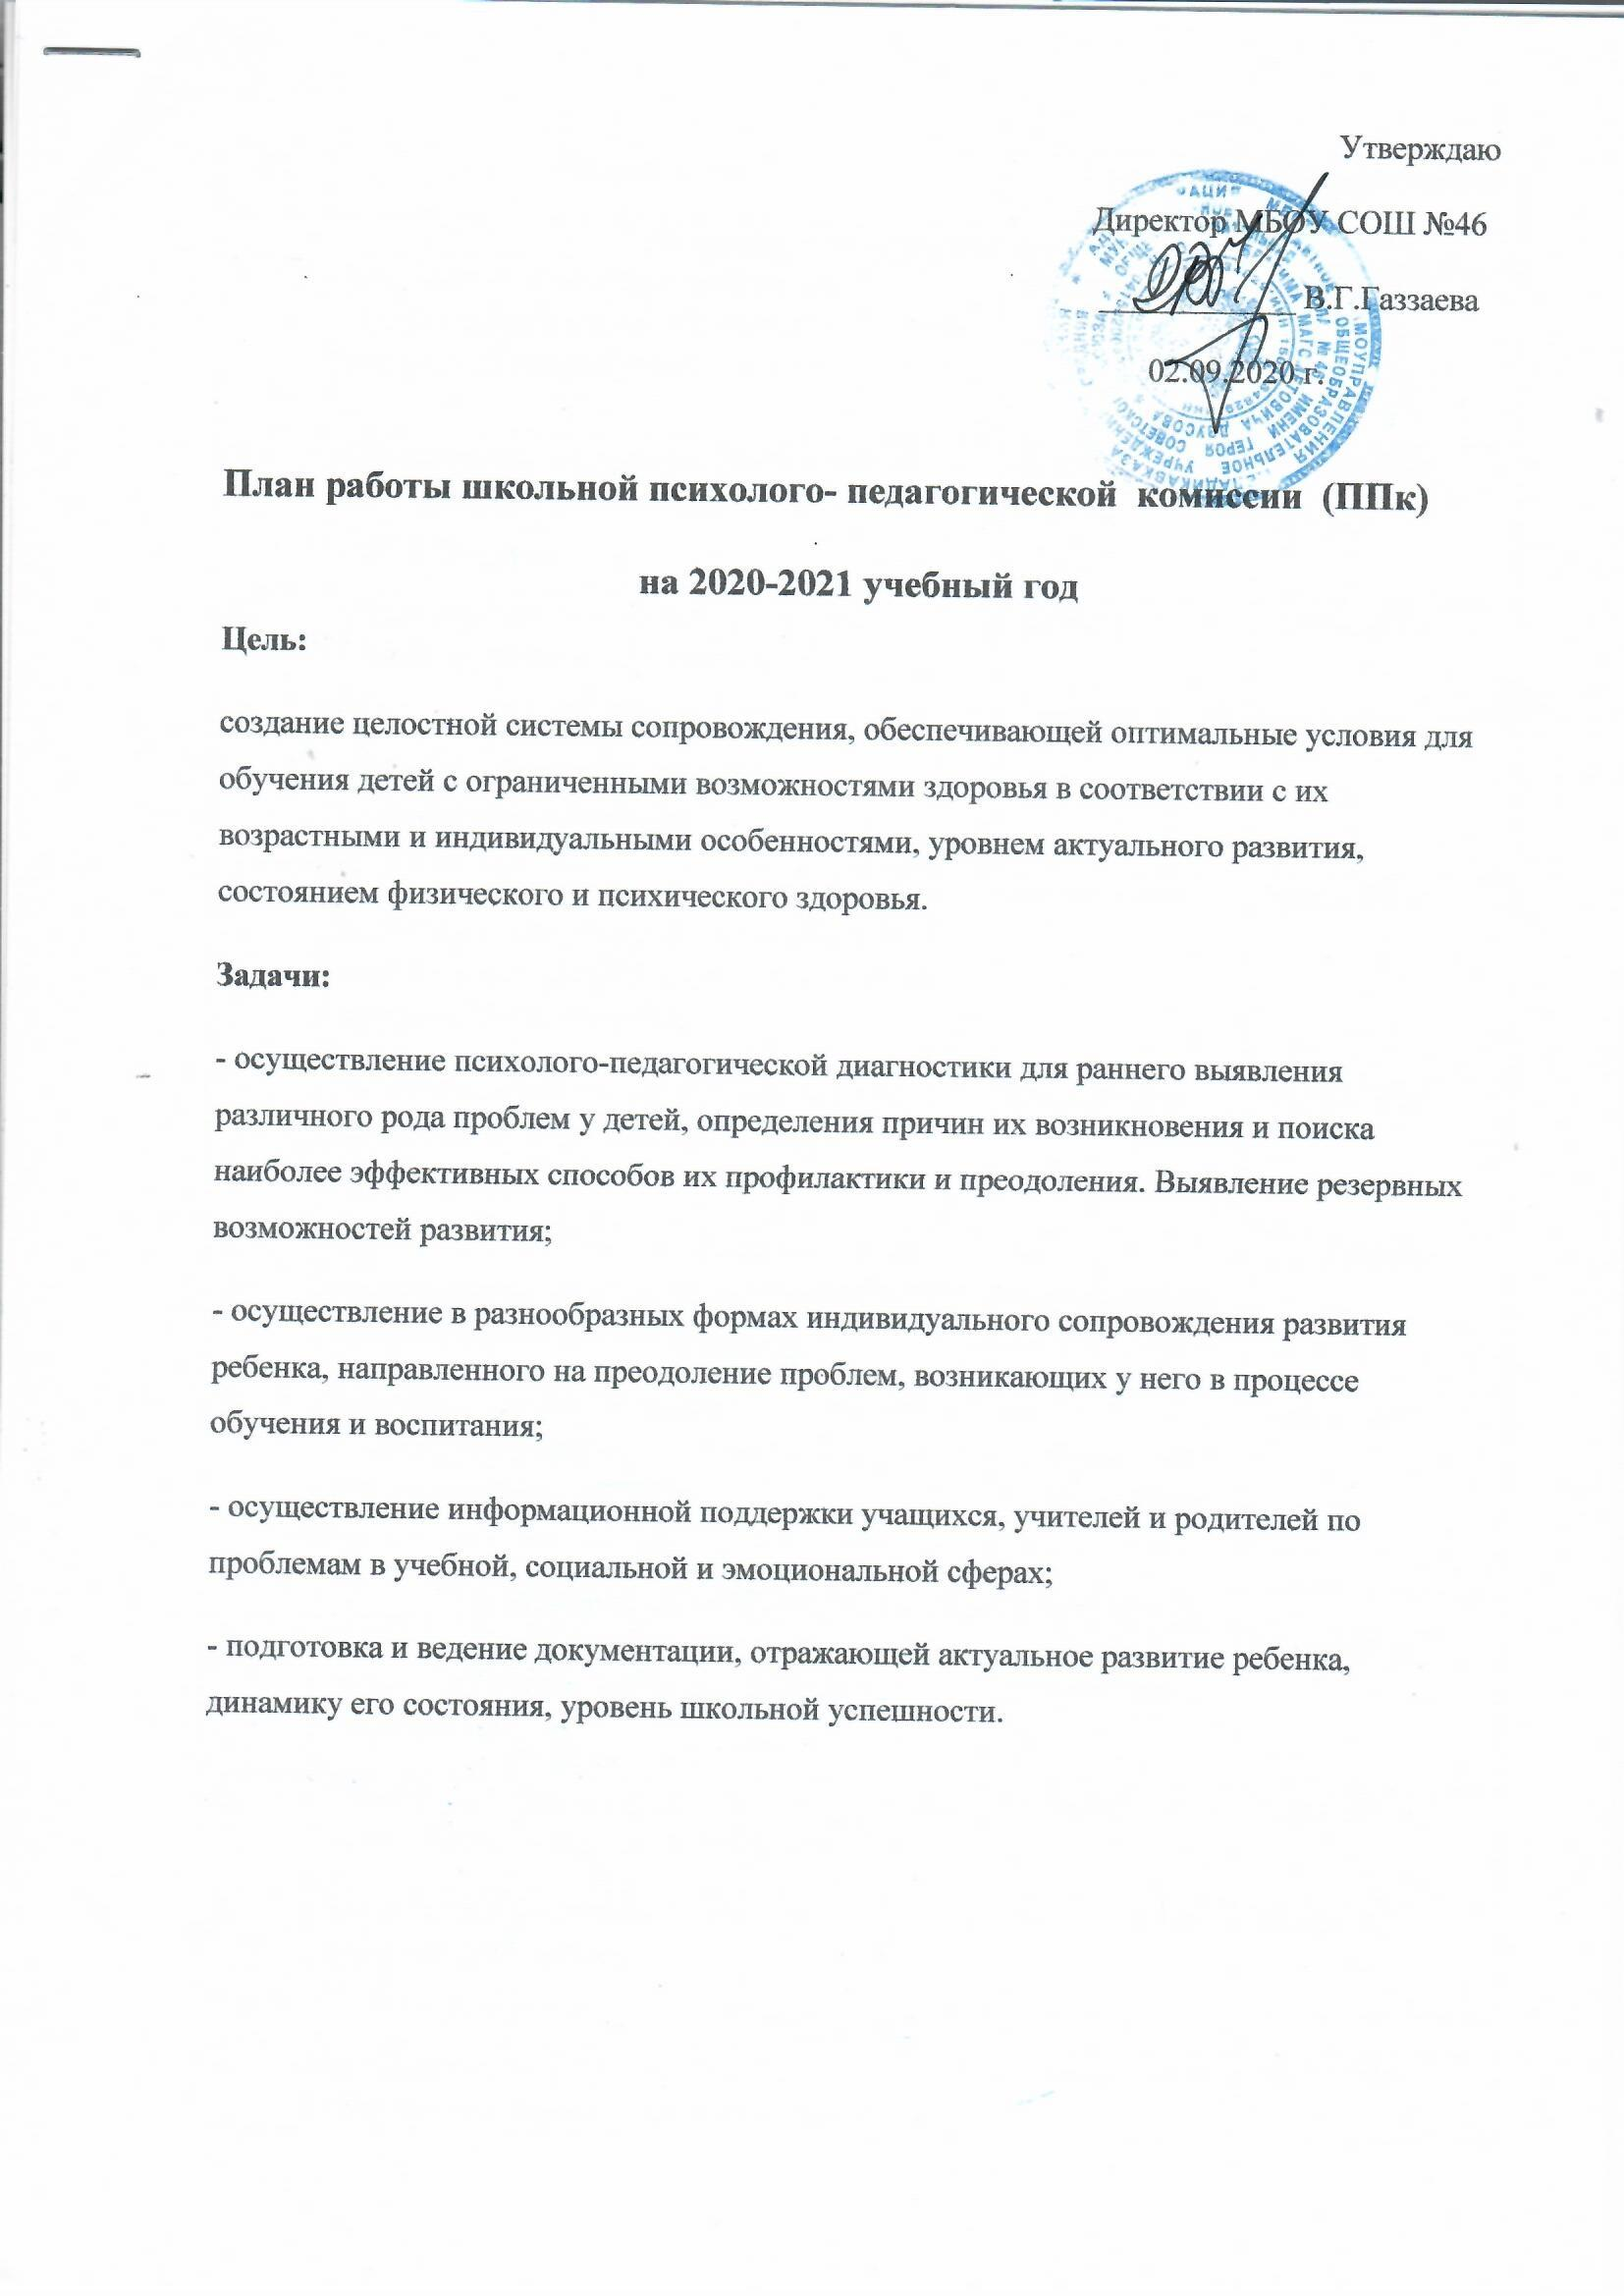 Утверждаю
Директор МБОУ СОШ №46
В.Г.Газзаева
02.09.2020 г.
План работы школьной психолого- педагогической комиссии (ППк)
на 2020-2021 учебный год
Цель:
создание целостной системы сопровождения, обеспечивающей оптимальные условия для
обучения детей с ограниченными возможностями здоровья в соответствии с их
возрастными и индивидуальными особенностями, уровнем актуального развития,
состоянием физического и психического здоровья.
Задачи:
- осуществление психолого-педагогической диагностики для раннего выявления
различного рода проблем у детей, определения причин их возникновения и поиска
наиболее эффективных способов их профилактики и преодоления. Выявление резервных
возможностей развития;
- осуществление в разнообразных формах индивидуального сопровождения развития
ребенка, направленного на преодоление проблем, возникающих у него в процессе
обучения и воспитания;
- осуществление информационной поддержки учащихся, учителей и родителей по
проблемам в учебной, социальной и эмоциональной сферах;
- подготовка и ведение документации, отражающей актуальное развитие ребенка,
динамику его состояния, уровень школьной успешности.